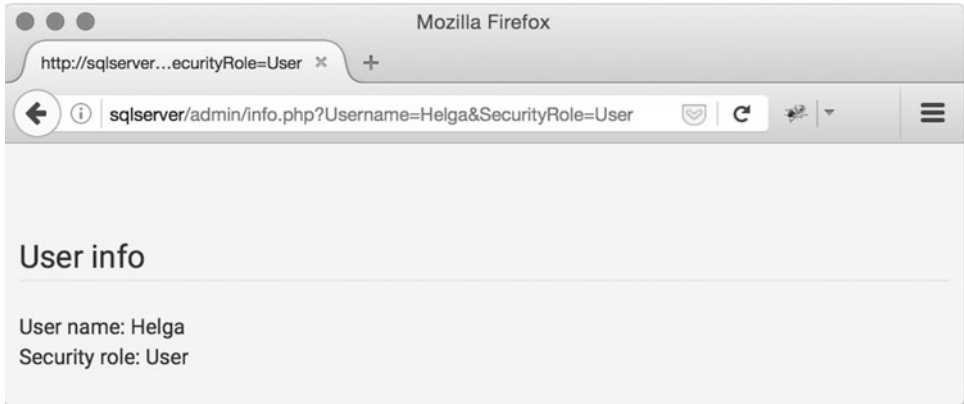 Mozilla Firefox
http://sqlserver...ecurityRole=User
sqlserver/admin/info.php?Username=Helga&SecurityRole=User
User info
User name: Helga
Security role: User